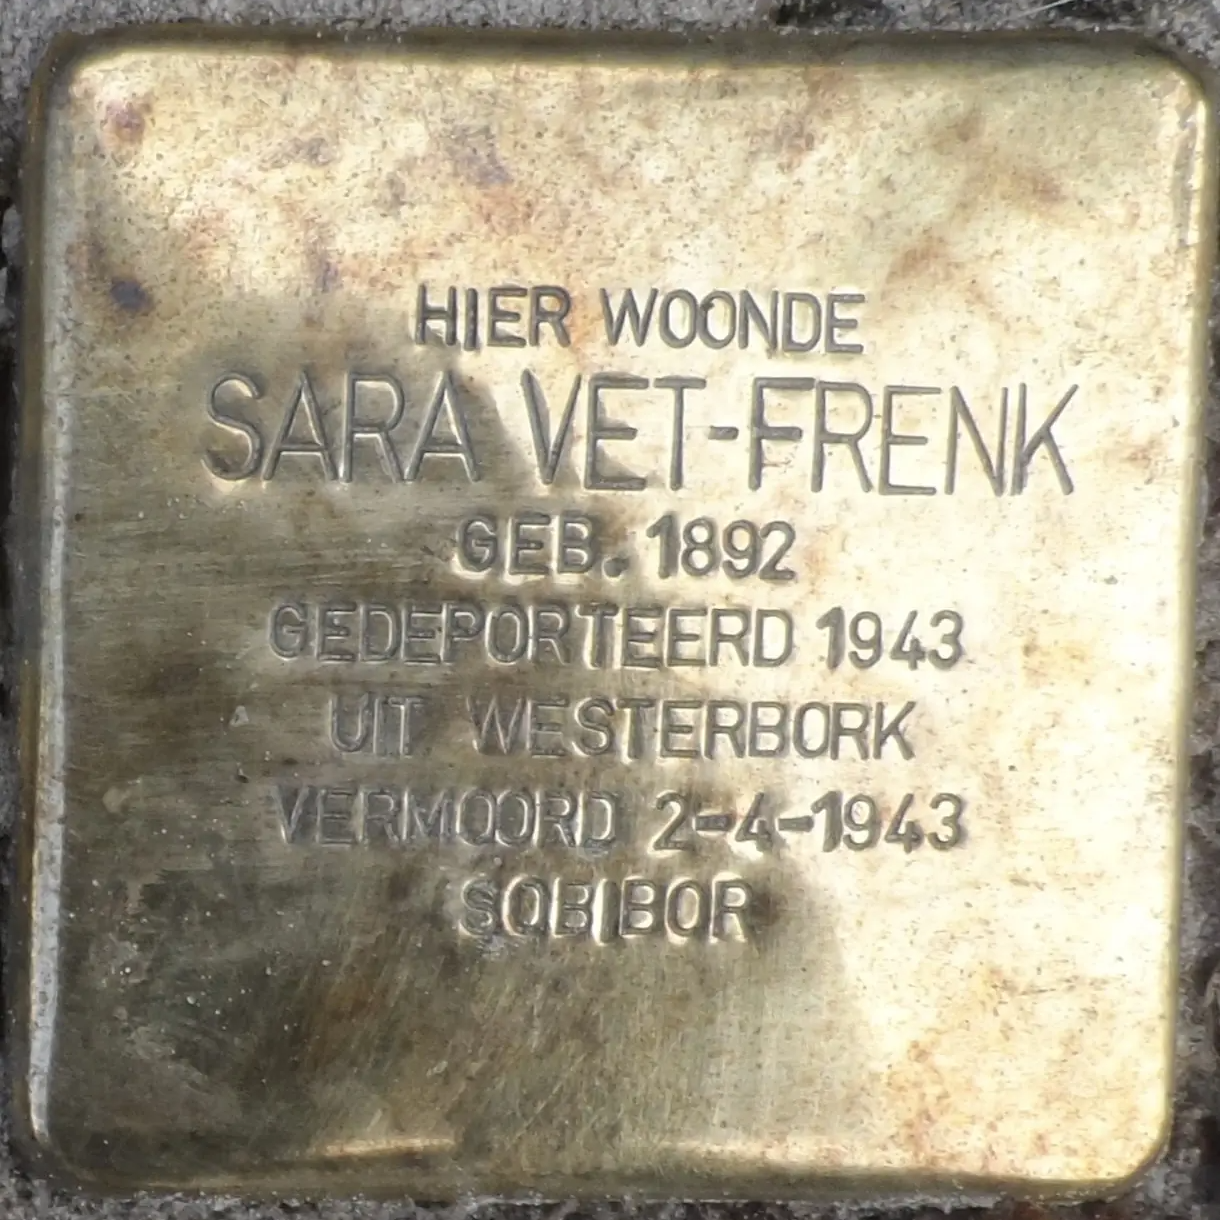 HIER WOONDE
SARA VET-FRENK
GEB. 1892
GEDEPORTEERD 1943
UIT WESTERBORK
VERMOORD 2-4-1943
SOBIBOR